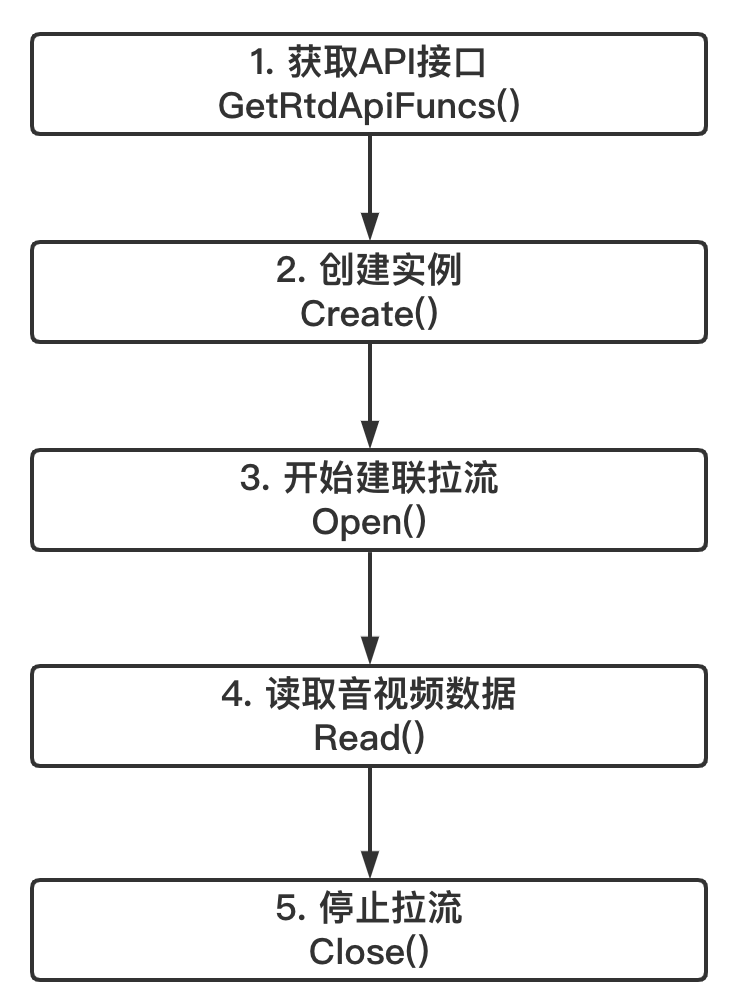 1. 获取API接口
GetRtdApiFuncs()
2. 创建实例
Create()
3. 开始建联拉流
Open()
4. 读取音视频数据
Read()
5. 停止拉流
Close()